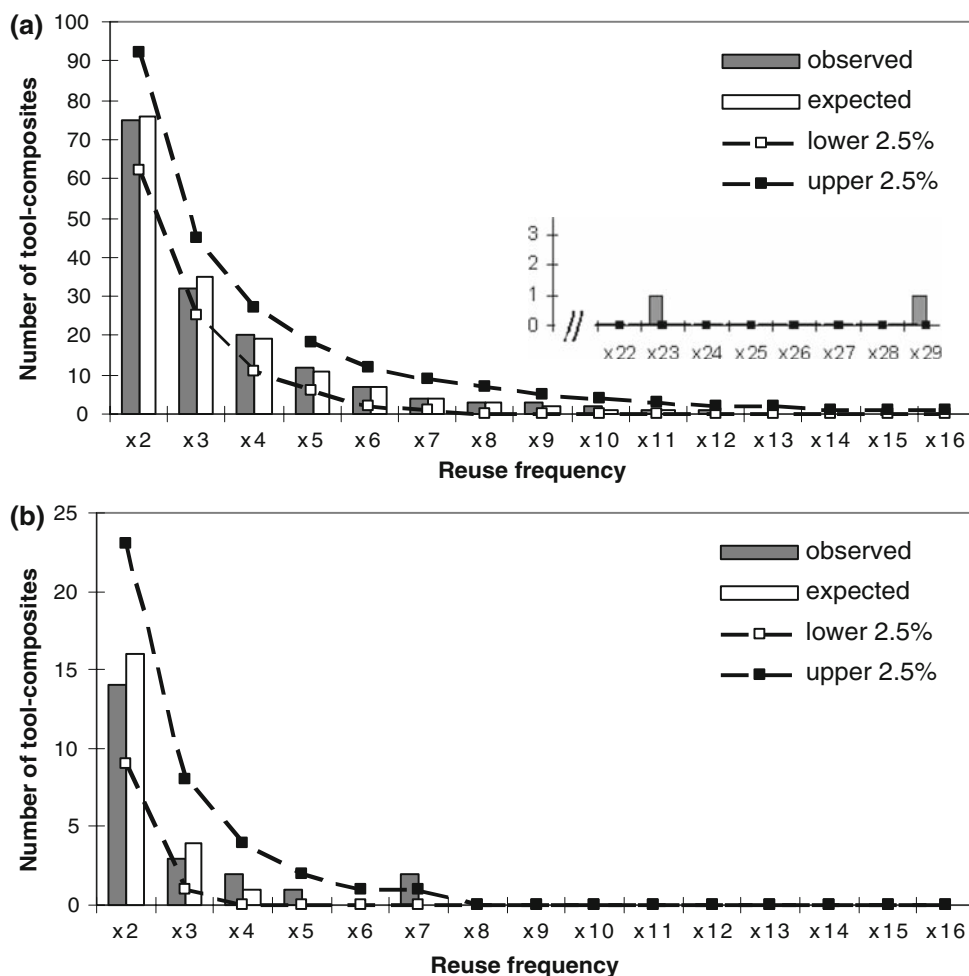 (a)
100
90
80
70
60
50
40
30
20
10
0
Number of tool-composites
observed
expected
lower 2.5%
upper 2.5%
3
2
1
0
x22 x23 x24 x25 x26 x27 x28 x29
x2 x3 x4 x5 x6 x7 x8 x9 x10 x11 x12 x13 x14 x15 x16
Reuse frequency
(b)
25
20
15
10
5
0
Number of tool-composites
observed
expected
lower 2.5%
upper 2.5%
x2 x3 x4 x5 x6 x7 x8 x9 x10 x11 x12 x13 x14 x15 x16
Reuse frequency